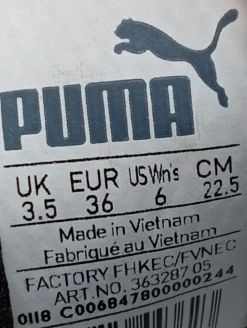 PUMA
UK EUR USWn's CM
3.5 36 6 22.5
Made in Vietnam
Fabriqué au Vietnam
FACTORY FHKEC/FVNEC
ART.NO. 363287 05
0118 C00684780000244